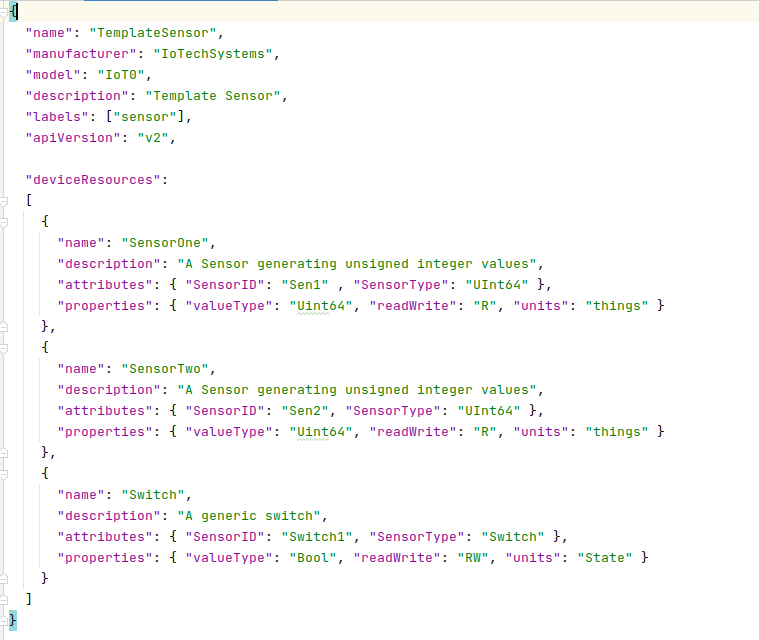 {
  "name": "TemplateSensor",
  "manufacturer": "IoTechSystems",
  "model": "IoT0",
  "description": "Template Sensor",
  "labels": ["sensor"],
  "apiVersion": "v2",

  "deviceResources":
  [
    {
      "name": "SensorOne",
      "description": "A Sensor generating unsigned integer values",
      "attributes": { "SensorID": "Sen1" , "SensorType": "UInt64" },
      "properties": { "valueType": "Uint64", "readWrite": "R", "units": "things" }
    },
    {
      "name": "SensorTwo",
      "description": "A Sensor generating unsigned integer values",
      "attributes": { "SensorID": "Sen2", "SensorType": "UInt64" },
      "properties": { "valueType": "Uint64", "readWrite": "R", "units": "things" }
    },
    {
      "name": "Switch",
      "description": "A generic switch",
      "attributes": { "SensorID": "Switch1", "SensorType": "Switch" },
      "properties": { "valueType": "Bool", "readWrite": "RW", "units": "State" }
    }
  ]
}